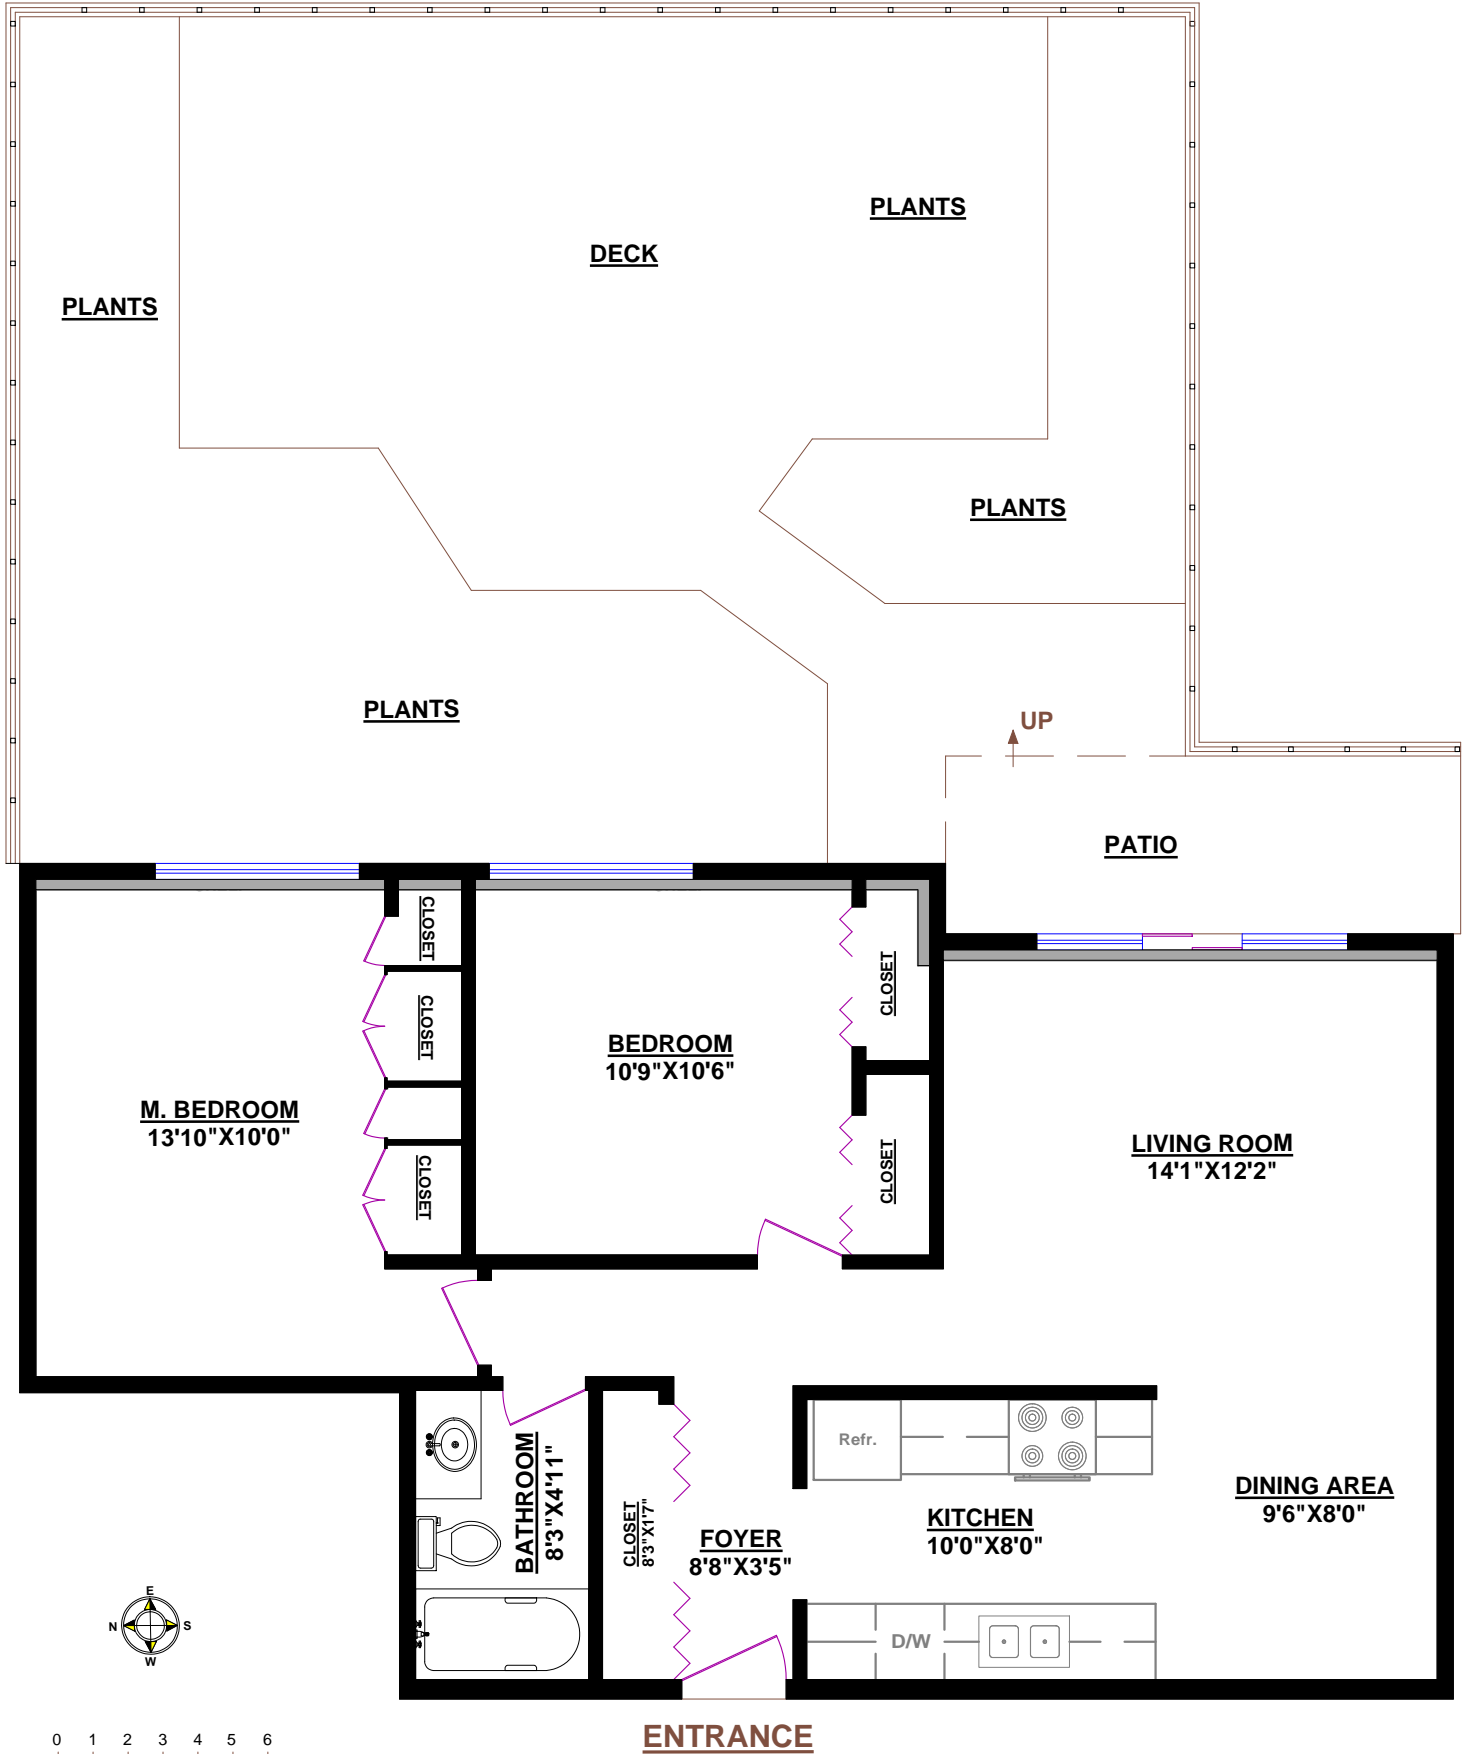 PLANTS
DECK
PLANTS
PLANTS
PLANTS
UP
PATIO
CLOSET
CLOSET
CLOSET
BEDROOM
10'9"X10'6"
CLOSET
CLOSET
M. BEDROOM
13'10"X10'0"
LIVING ROOM
14'1"X12'2"
Refr.
BATHROOM
8'3"X4'11"
CLOSET
8'3"X1'7"
FOYER
8'8"X3'5"
KITCHEN
10'0"X8'0"
DINING AREA
9'6"X8'0"
D/W
E
N S
W
ENTRANCE
0 1 2 3 4 5 6